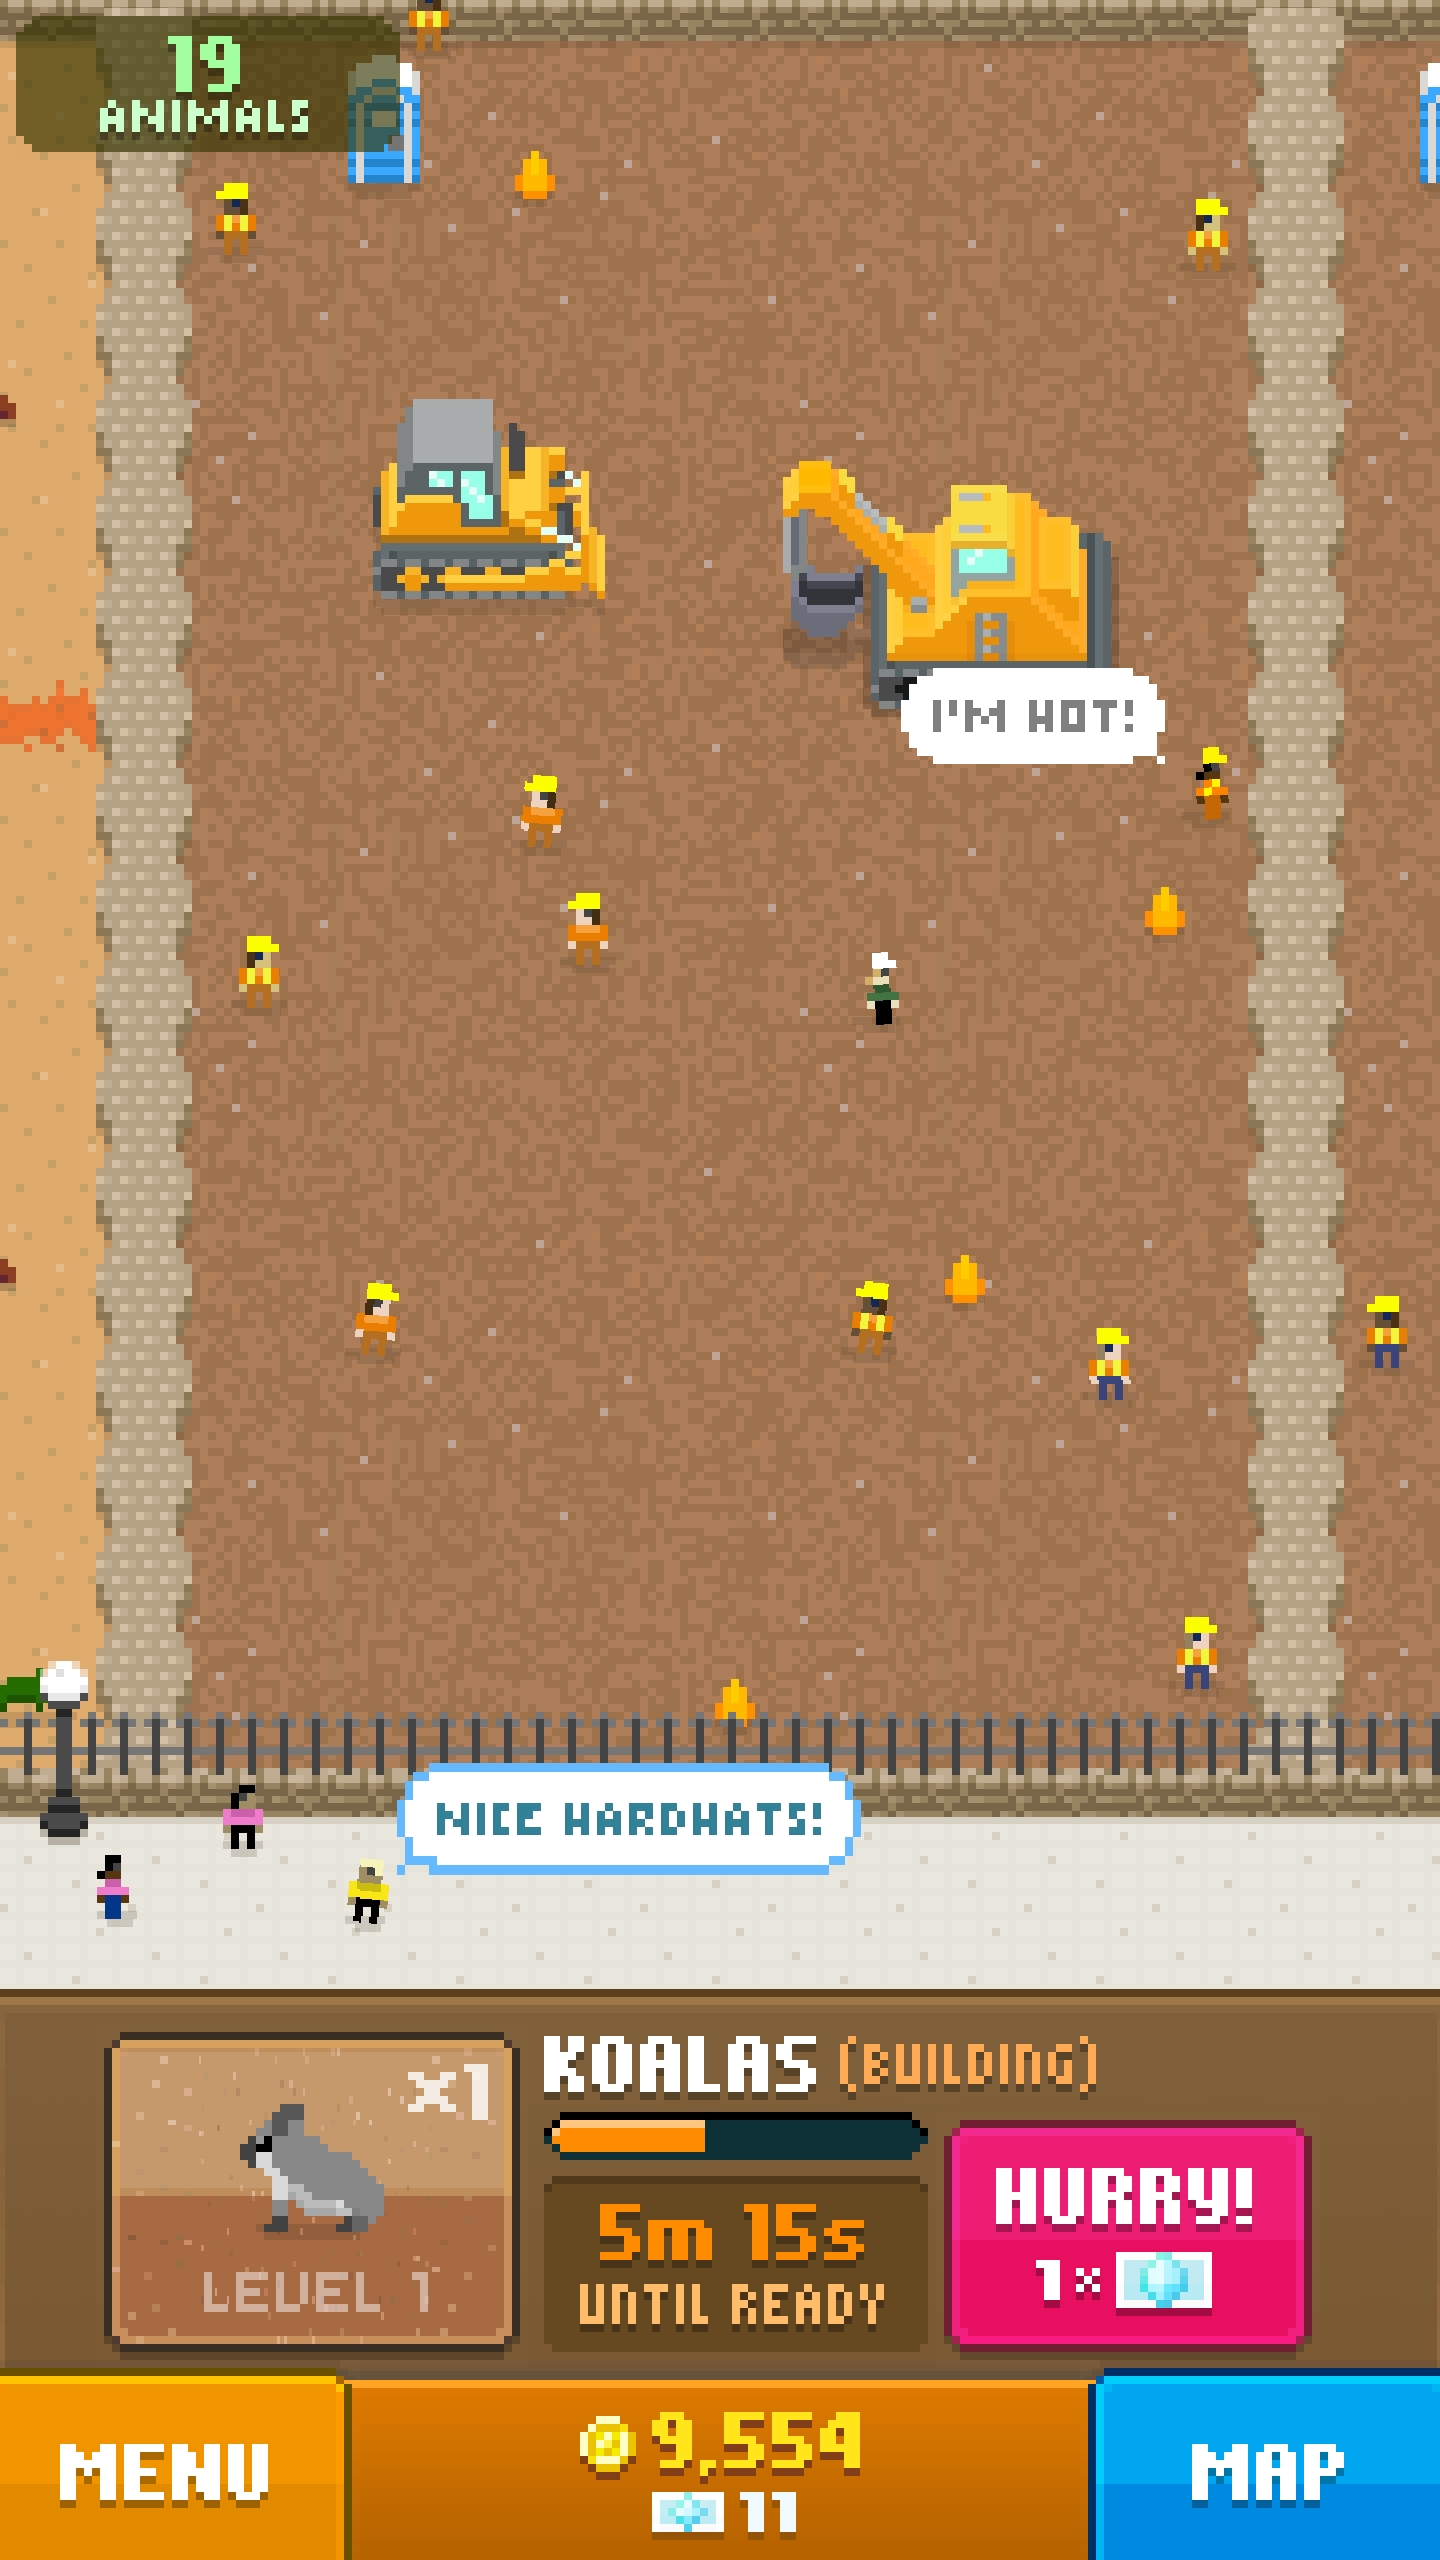 19
ANIMALS
I'M HOT!
NICE HARDHATS!
x1
LEVEL 1
KOALAS (BUILDING)
5m 15s
UNTIL READY
HURRY!
1x
MENU
9,554
11
MAP